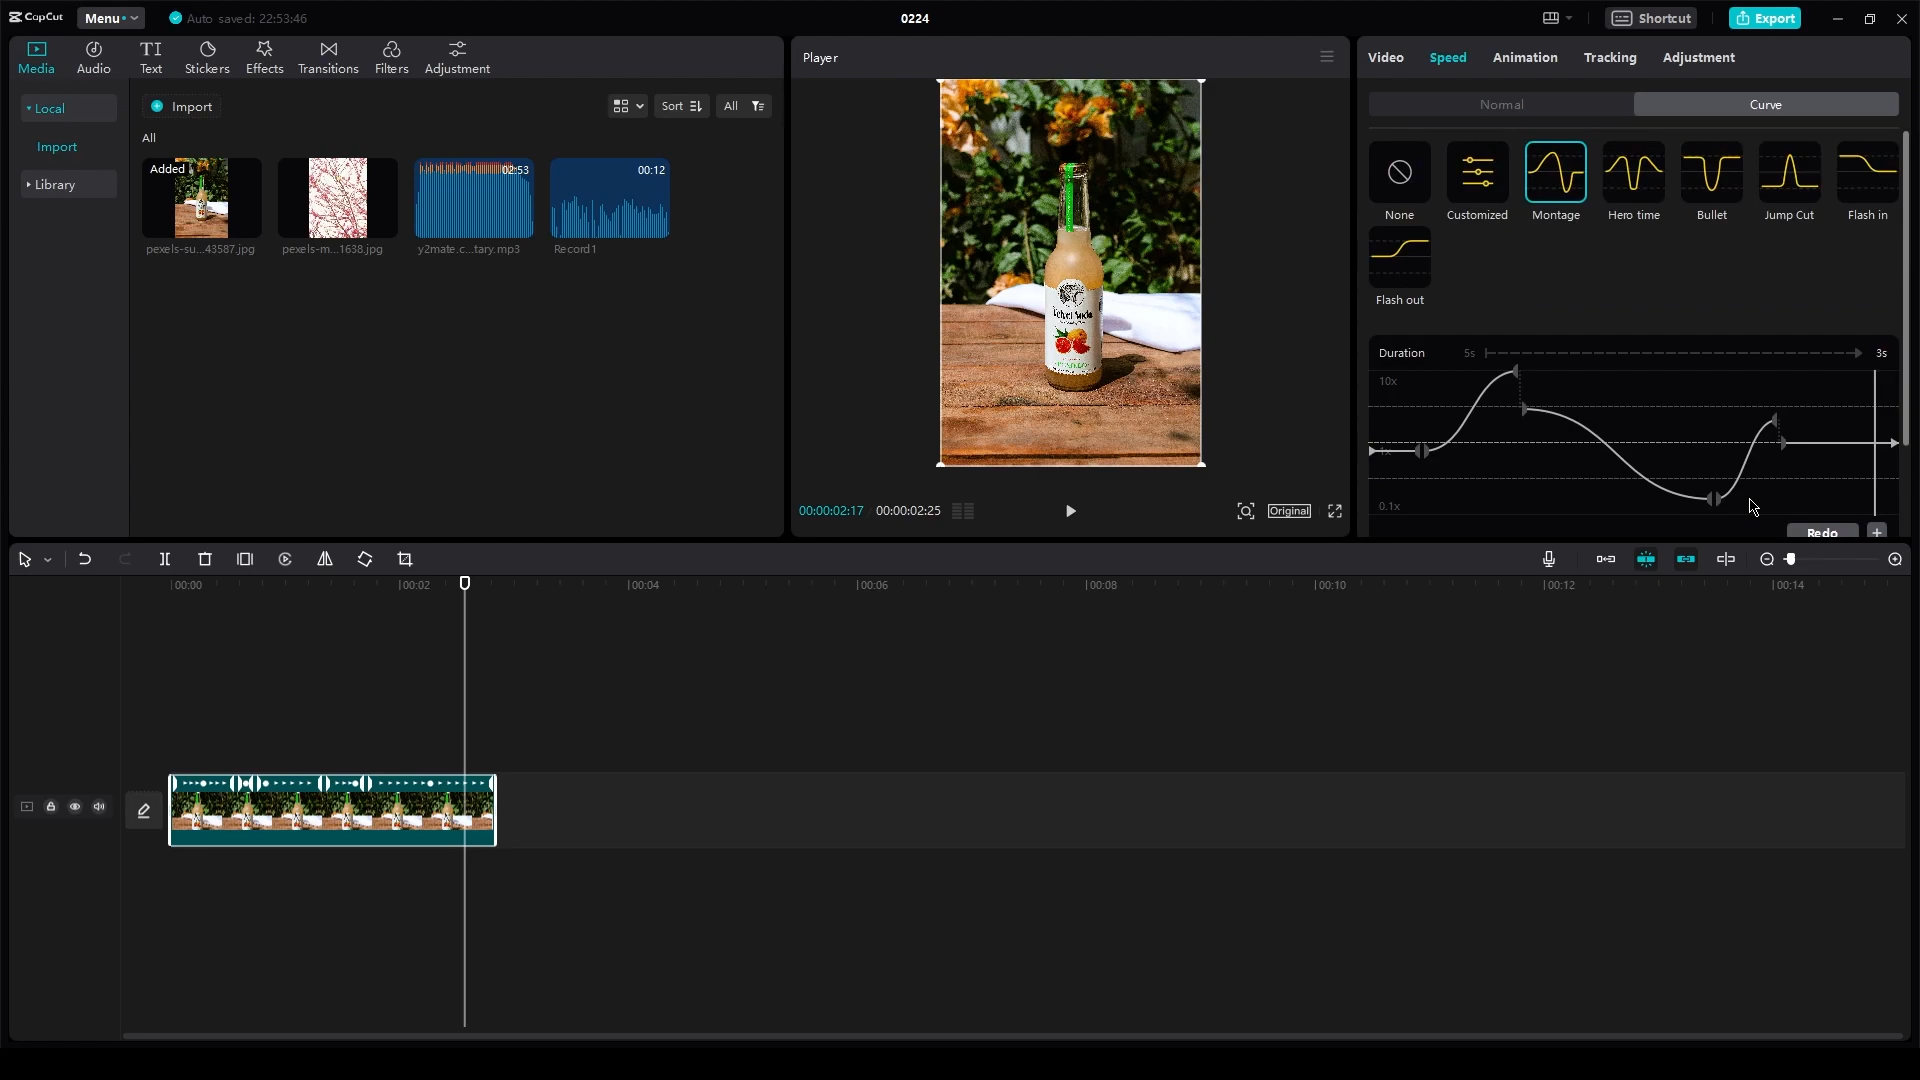 CapCut
Menu
Auto saved: 22:53:46
0224
Shortcut
Export
Media
Audio
TI
Text
Stickers
Effects
Transitions
Filters
Adjustment
Player
Video
Speed
Animation
Tracking
Adjustment
Local
Import
Library
Import
Sort
All
All
Added
02:53
00:12
pexels-su...43587.jpg
pexels-m...1638.jpg
y2mate.c...tary.mp3
Record1
Normal
Curve
None
Customized
Montage
Hero time
Bullet
Jump Cut
Flash in
Flash out
Duration
5s
3s
10x
1x
0.1x
Redo
00:00:02:17
00:00:02:25
Original
00:00
00:02
00:04
00:06
00:08
00:10
00:12
00:14